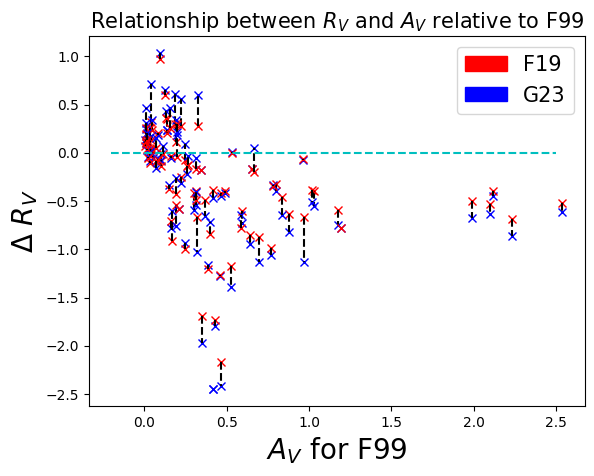 Relationship between R_V and A_V relative to F99
F19
G23
Δ R_V
1.0
0.5
0.0
−0.5
−1.0
−1.5
−2.0
−2.5
0.0 0.5 1.0 1.5 2.0 2.5
A_V for F99